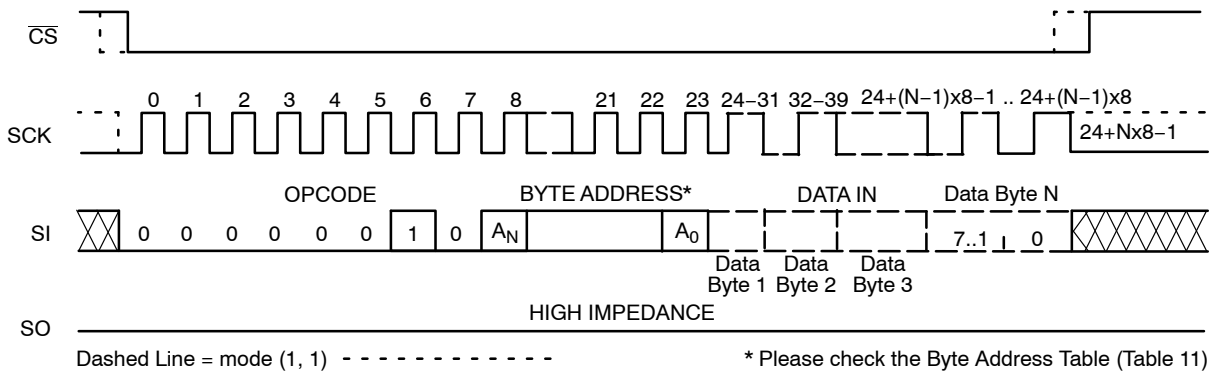 CS
0 1 2 3 4 5 6 7 8 21 22 23 24–31 32–39 24+(N–1)x8–1 .. 24+(N–1)x8
SCK
24+Nx8–1
OPCODE BYTE ADDRESS* DATA IN Data Byte N
SI
0 0 0 0 0 0 1 0 AN A0 7..1 0
Data Byte 1
Data Byte 2
Data Byte 3
HIGH IMPEDANCE
SO
Dashed Line = mode (1, 1) * Please check the Byte Address Table (Table 11)